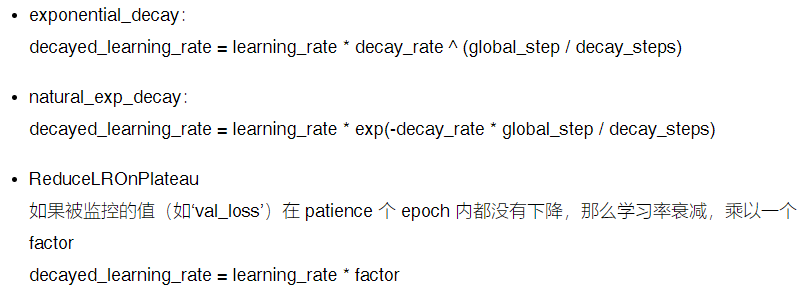 exponential_decay:
decayed_learning_rate = learning_rate * decay_rate ^ (global_step / decay_steps)
natural_exp_decay:
decayed_learning_rate = learning_rate * exp(-decay_rate * global_step / decay_steps)
ReduceLROnPlateau
如果被监控的值（如‘val_loss’）在 patience 个 epoch 内都没有下降，那么学习率衰减，乘以一个
factor
decayed_learning_rate = learning_rate * factor